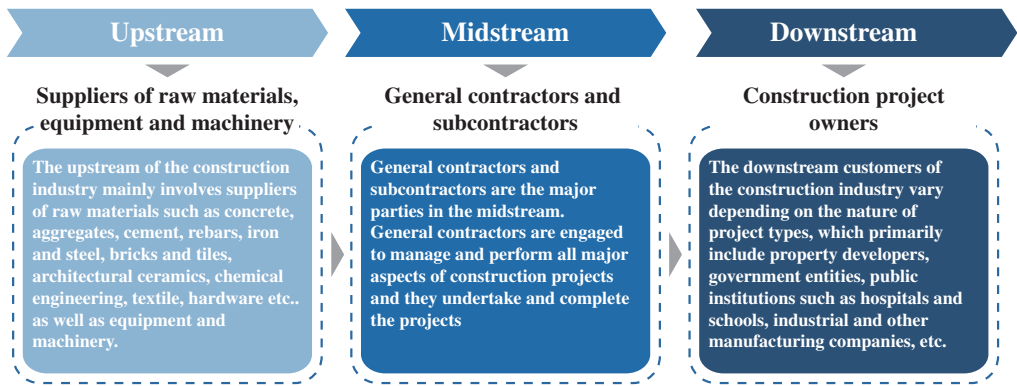 Upstream
Midstream
Downstream
Suppliers of raw materials,
equipment and machinery
General contractors and
subcontractors
Construction project
owners
The upstream of the construction
industry mainly involves suppliers
of raw materials such as concrete,
aggregates, cement, rebars, iron
and steel, bricks and tiles,
architectural ceramics, chemical
engineering, textile, hardware etc..
as well as equipment and
machinery.
General contractors and
subcontractors are the major
parties in the midstream.
General contractors are engaged
to manage and perform all major
aspects of construction projects
and they undertake and complete
the projects
The downstream customers of
the construction industry vary
depending on the nature of
project types, which primarily
include property developers,
government entities, public
institutions such as hospitals and
schools, industrial and other
manufacturing companies, etc.